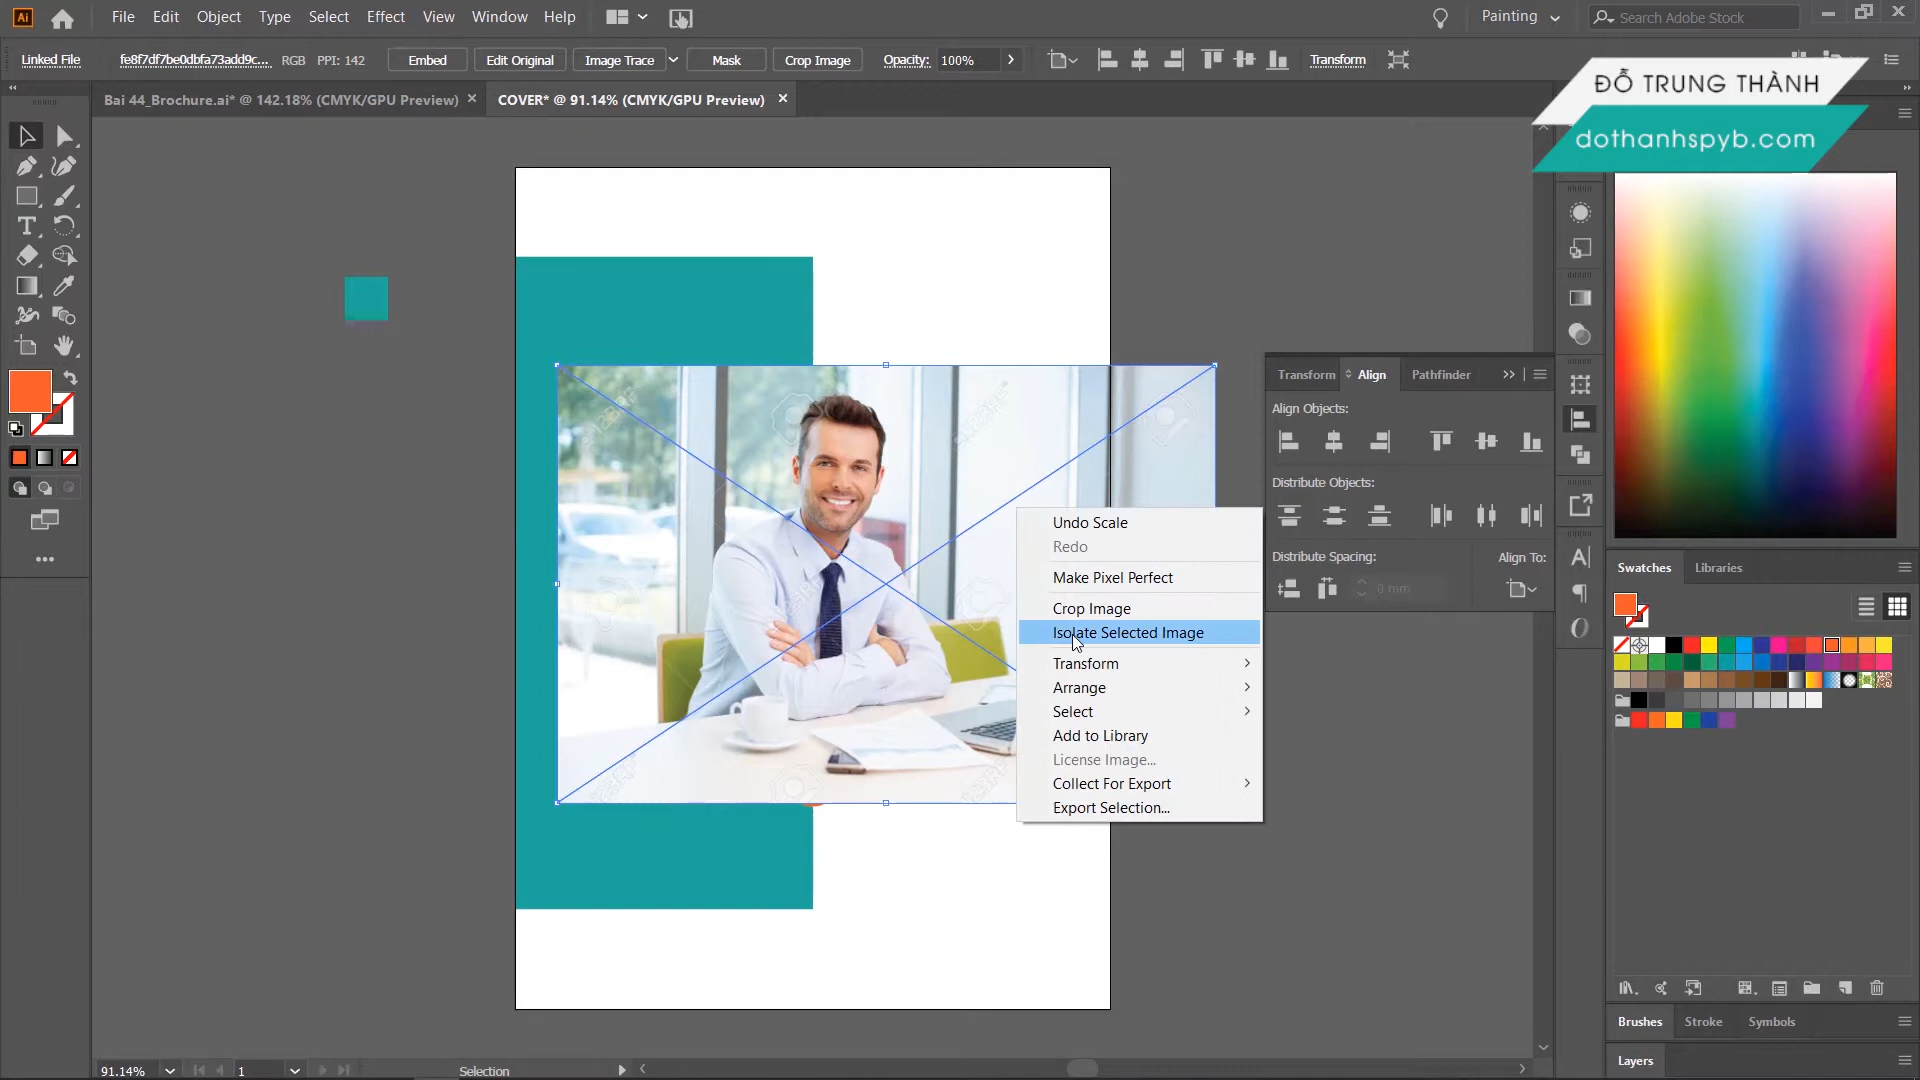 Ai File Edit Object Type Select Effect View Window Help
Painting
Search Adobe Stock
Linked File fe8f7df7be0dbfa73add9c... RGB PPI: 142 Embed Edit Original Image Trace Mask Crop Image Opacity: 100% Transform
ĐỖ TRUNG THÀNH
dothanhspyb.com
Bai 44_Brochure.ai* @ 142.18% (CMYK/GPU Preview) COVER* @ 91.14% (CMYK/GPU Preview)
123RF
Undo Scale
Redo
Make Pixel Perfect
Crop Image
Isolate Selected Image
Transform
Arrange
Select
Add to Library
License Image...
Collect For Export
Export Selection...
Transform Align Pathfinder
Align Objects:
Distribute Objects:
Distribute Spacing: Align To:
0 mm
Swatches Libraries
Brushes Stroke Symbols
Layers
91.14% 1 Selection